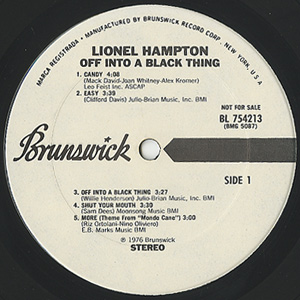 MARCA REGISTRADA • MANUFACTURED BY BRUNSWICK RECORD CORP. NEW YORK, U.S.A.
LIONEL HAMPTON
OFF INTO A BLACK THING
1. CANDY 4:08
(Mack David-Joan Whitney-Alex Kromer)
Leo Feist Inc. ASCAP
2. EASY 3:39
(Clifford Davis) Julio-Brian Music, Inc. BMI
NOT FOR SALE
BL 754213
(BMG 5087)
Brunswick
SIDE 1
3. OFF INTO A BLACK THING 3:27
(Willie Henderson) Julio-Brian Music, Inc. BMI
4. SHUT YOUR MOUTH 3:30
(Sam Dees) Moonsong Music BMI
5. MORE (Theme from "Mondo Cane") 6:39
(Riz Ortolani-Nino Oliviero)
E.B. Marks Music BMI
℗ 1976 Brunswick
STEREO